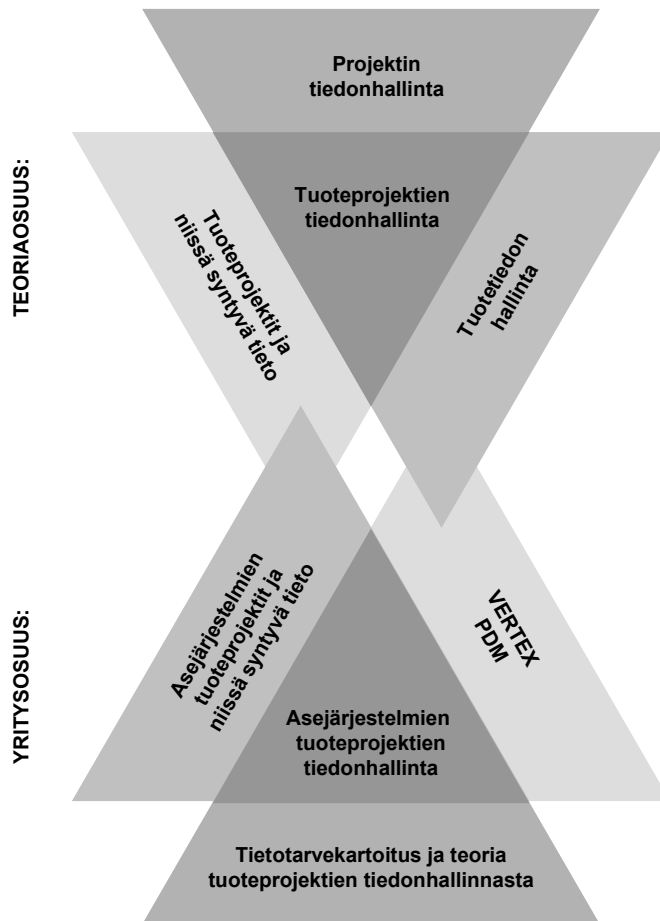 Projektin
tiedonhallinta
TEORIAOSUUS:
Tuoteprojektien
tiedonhallinta
Tuoteprojektit ja
niissä syntyvä tieto
Tuotetiedon
hallinta
YRITYSOSUUS:
Asejärjestelmien
tuoteprojektit ja
niissä syntyvä tieto
VERTEX
PDM
Asejärjestelmien
tuoteprojektien
tiedonhallinta
Tietotarvekartoitus ja teoria
tuoteprojektien tiedonhallinnasta